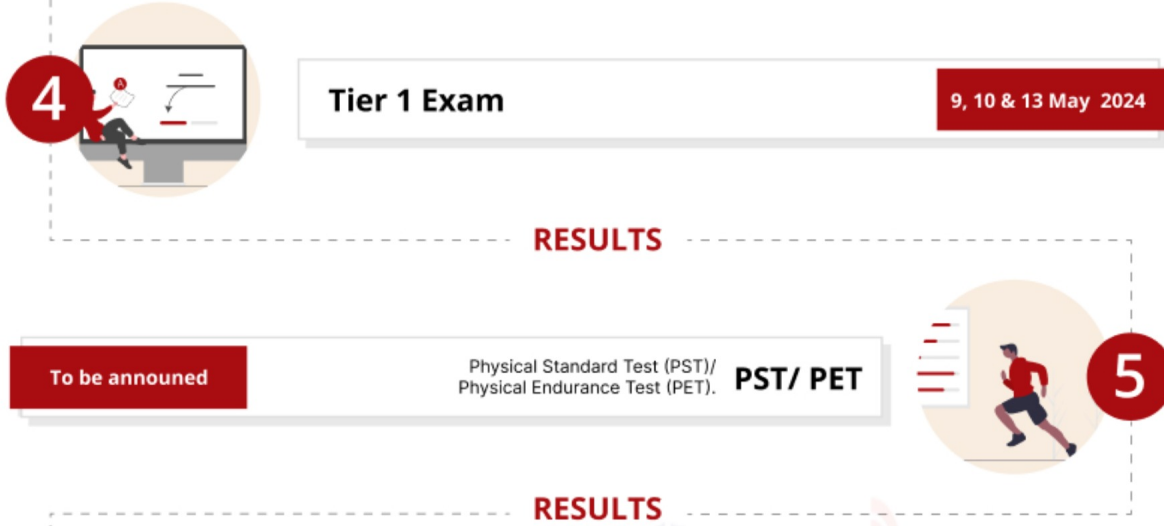 4
A
Tier 1 Exam
9, 10 & 13 May 2024
RESULTS
To be announed
Physical Standard Test (PST)/
Physical Endurance Test (PET).
PST/ PET
5
RESULTS